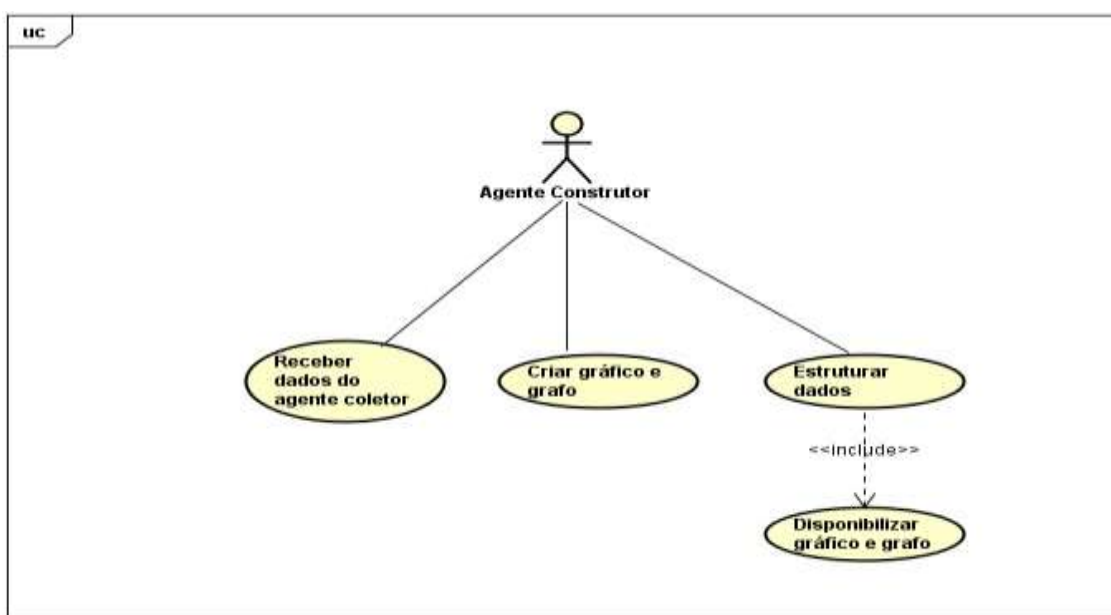 uc
Agente Construtor
Receber
dados do
agente coletor
Criar gráfico e
grafo
Estruturar
dados
<<include>>
Disponibilizar
gráfico e grafo